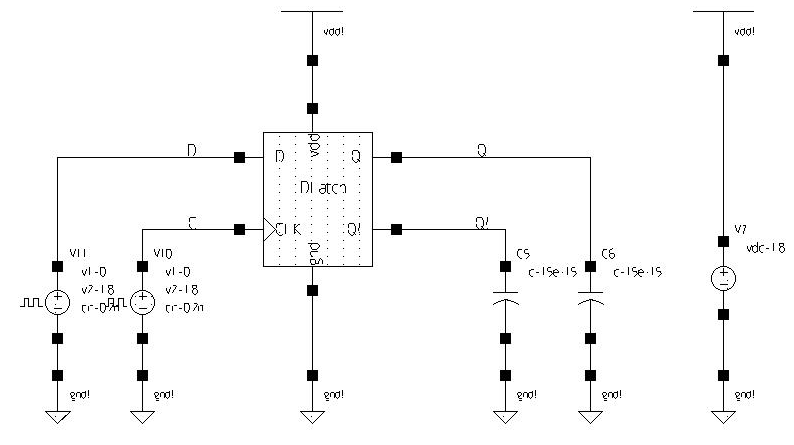 vdd!
vdd!
D
D
vdd
Q
Q
DLatch
C
CLK
gnd
Q!
Q!
V11
v1-0
v2-1.8
V10
v1-0
v2-1.8
C5
c-15e-15
C6
c-15e-15
V7
vdc-1.8
gnd!
gnd!
gnd!
gnd!
gnd!
gnd!